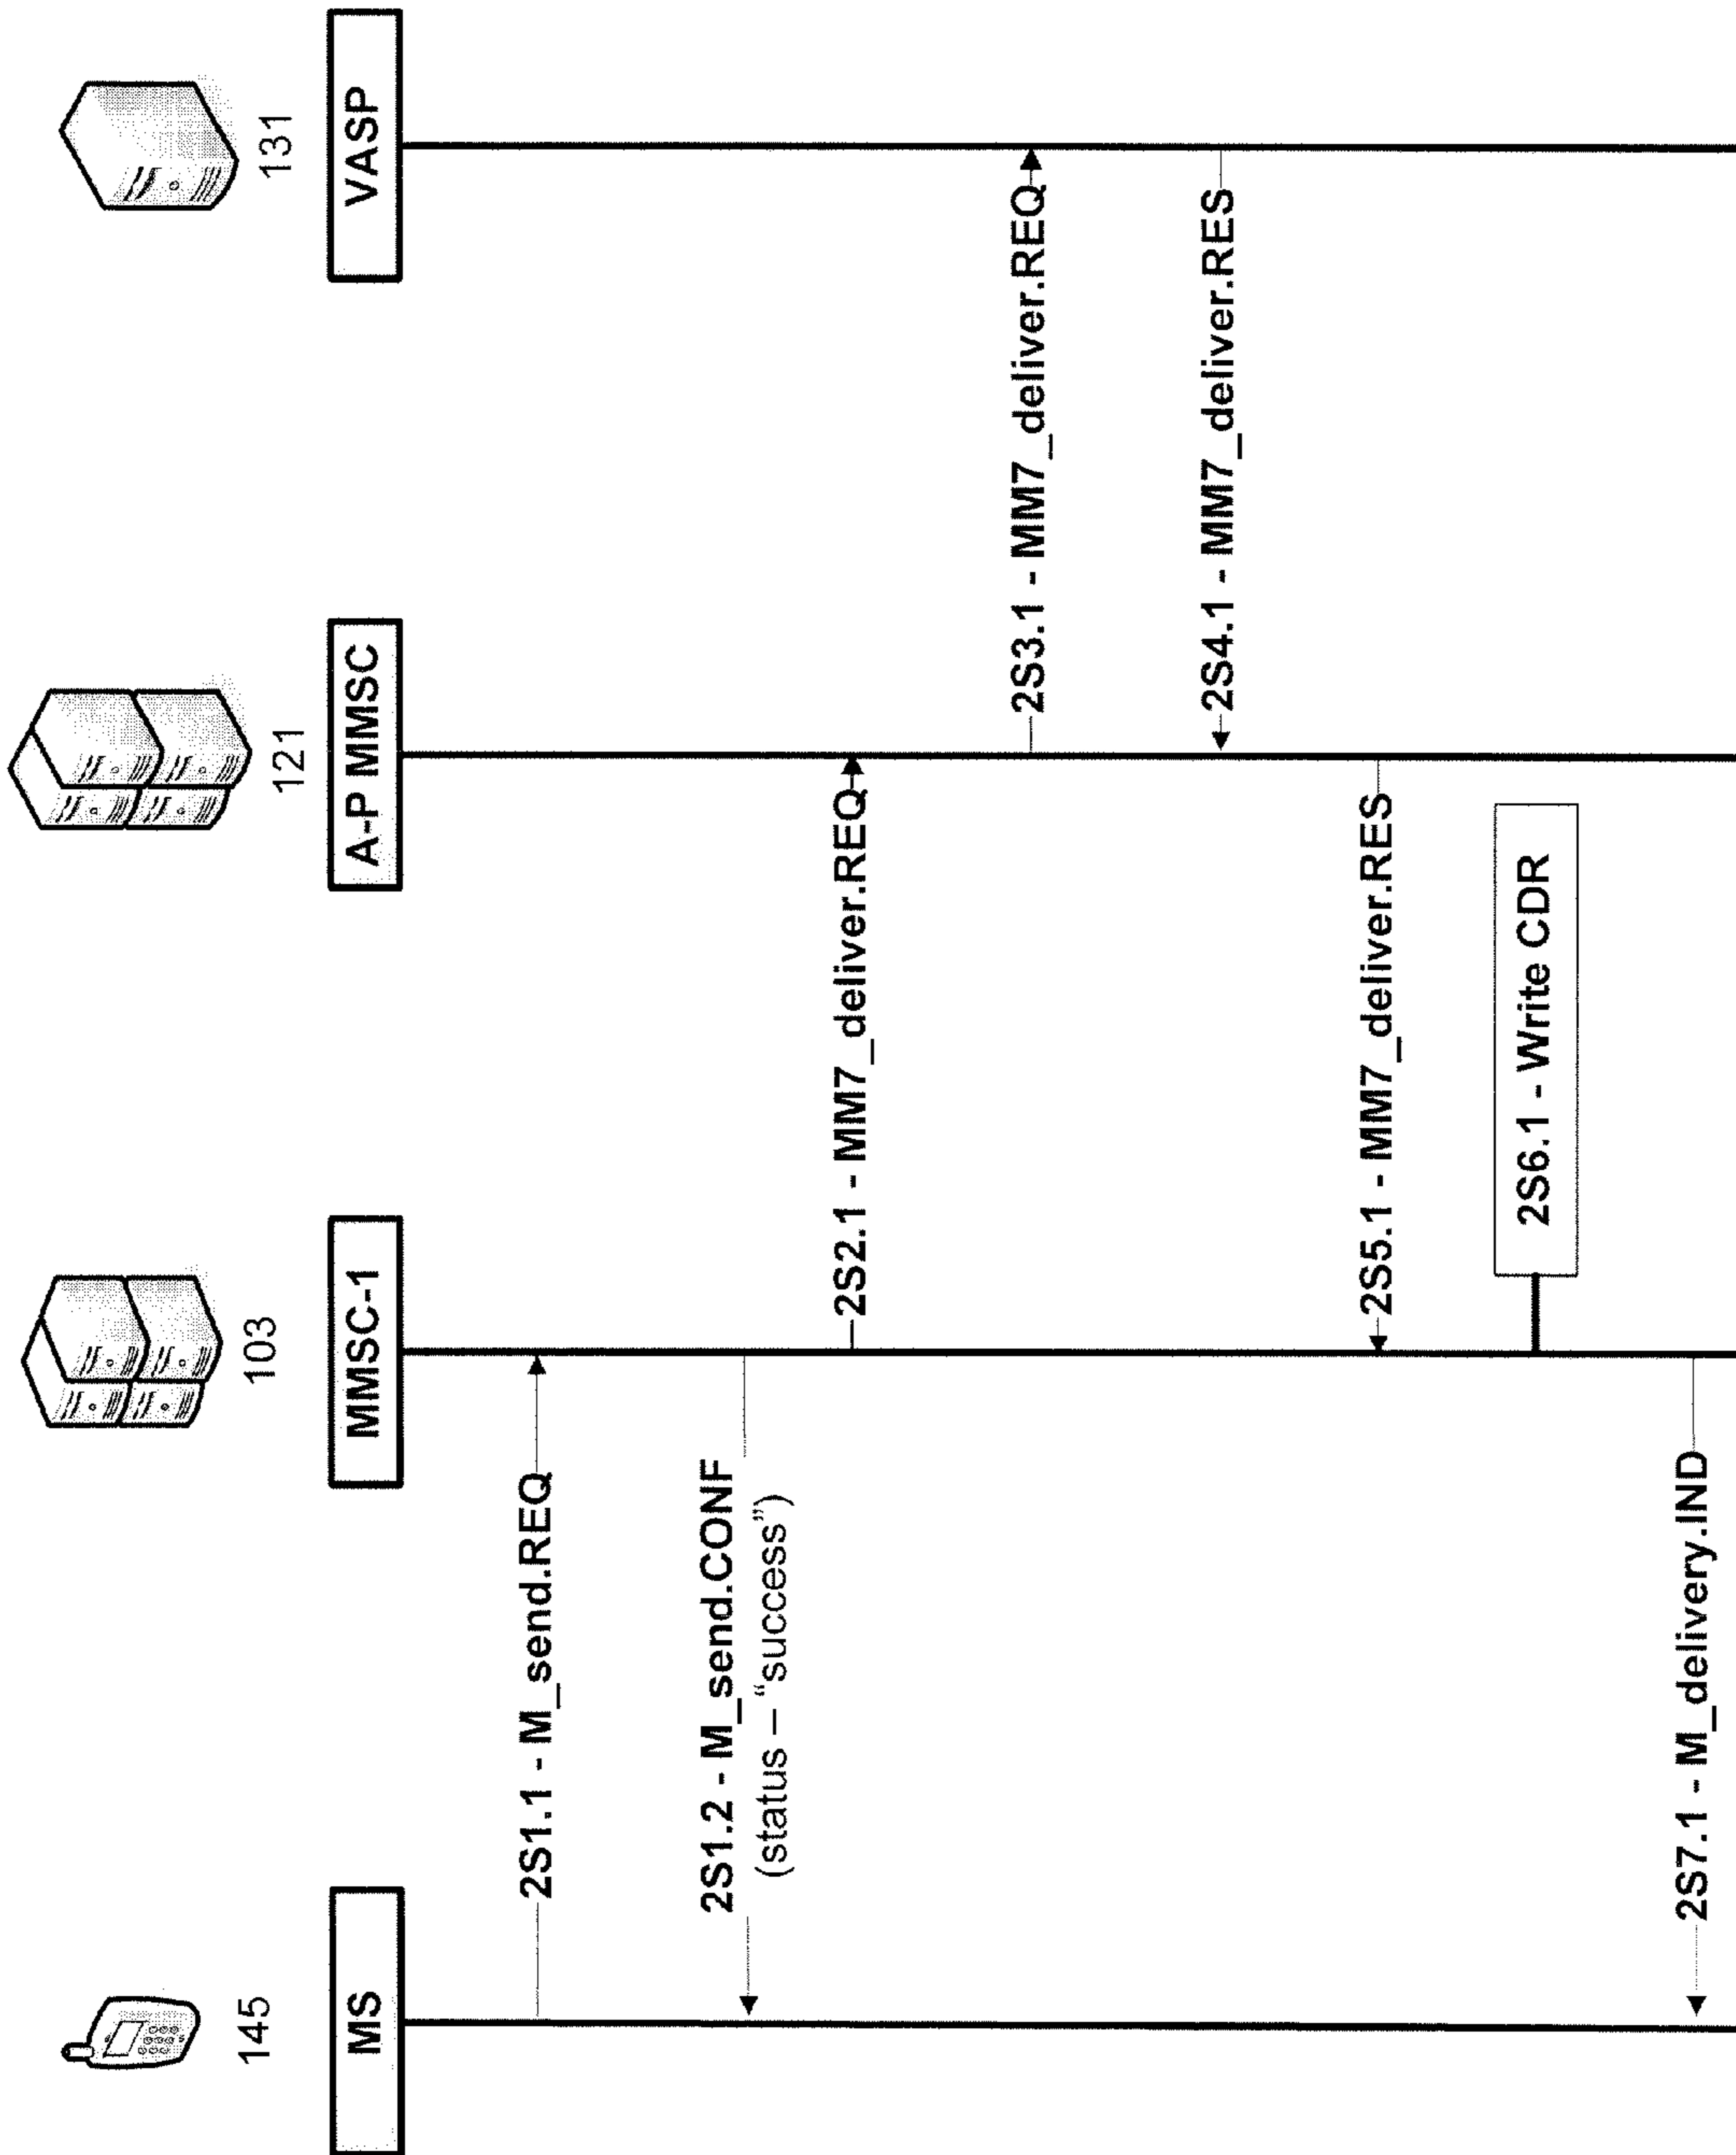 145
103
121
131
MS
MMSC-1
A-P MMSC
VASP
2S1.1 - M_send.REQ
2S1.2 - M_send.CONF
(status – “success”)
2S2.1 - MM7_deliver.REQ
2S3.1 - MM7_deliver.REQ
2S4.1 - MM7_deliver.RES
2S5.1 - MM7_deliver.RES
2S6.1 - Write CDR
2S7.1 - M_delivery.IND